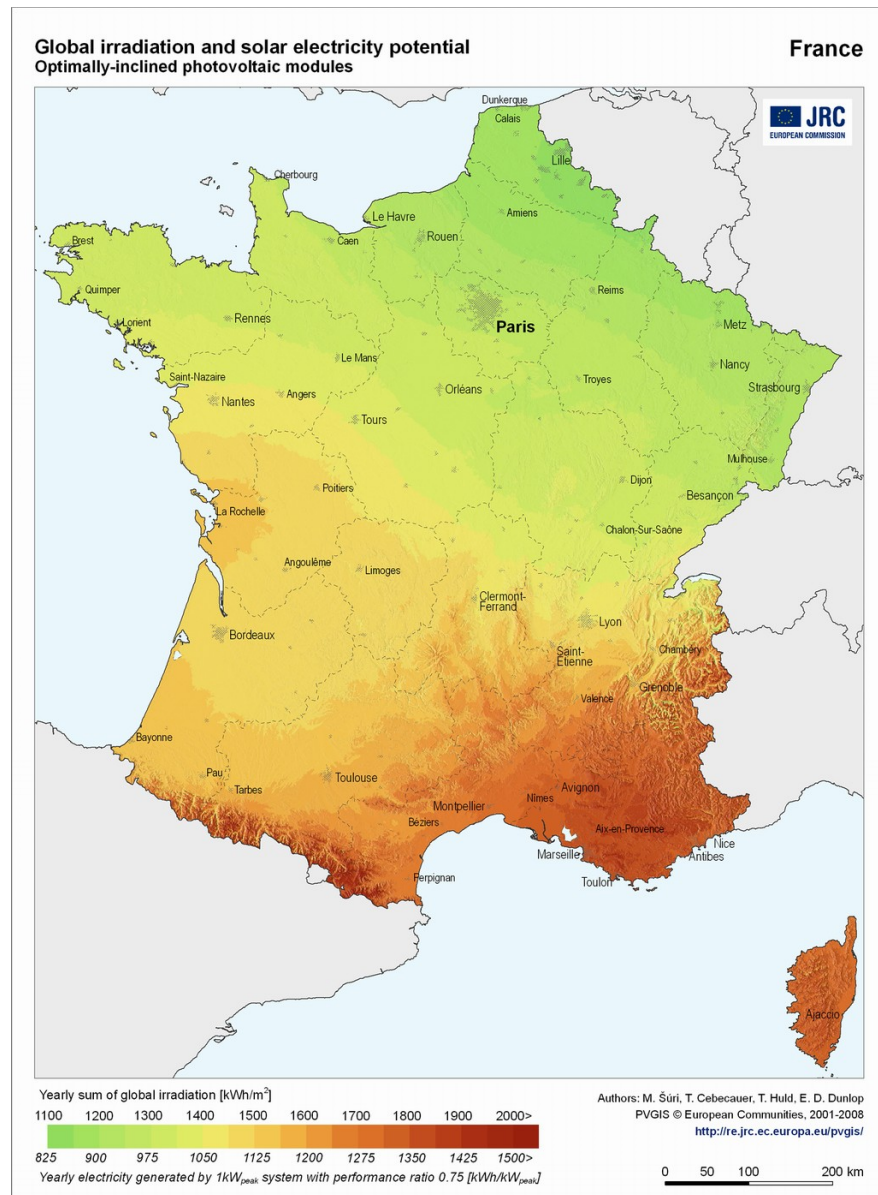 Global irradiation and solar electricity potential
Optimally-inclined photovoltaic modules
France
JRC
EUROPEAN COMMISSION
Dunkerque
Calais
Lille
Cherbourg
Amiens
Le Havre
Rouen
Caen
Brest
Reims
Quimper
Paris
Metz
Lorient
Rennes
Le Mans
Nancy
Saint-Nazaire
Troyes
Strasbourg
Orléans
Angers
Nantes
Tours
Mulhouse
Dijon
Poitiers
Besançon
La Rochelle
Chalon-Sur-Saône
Angoulême
Limoges
Clermont-
Ferrand
Lyon
Bordeaux
Saint-
Etienne
Chambéry
Grenoble
Valence
Bayonne
Pau
Toulouse
Tarbes
Avignon
Nîmes
Montpellier
Béziers
Aix-en-Provence
Nice
Marseille
Antibes
Perpignan
Toulon
Ajaccio
Yearly sum of global irradiation [kWh/m²]
1100 1200 1300 1400 1500 1600 1700 1800 1900 2000>
825 900 975 1050 1125 1200 1275 1350 1425 1500>
Yearly electricity generated by 1kWpeak system with performance ratio 0.75 [kWh/kWpeak]
Authors: M. Šúri, T. Cebecauer, T. Huld, E. D. Dunlop
PVGIS © European Communities, 2001-2008
http://re.jrc.ec.europa.eu/pvgis/
0 50 100 200 km